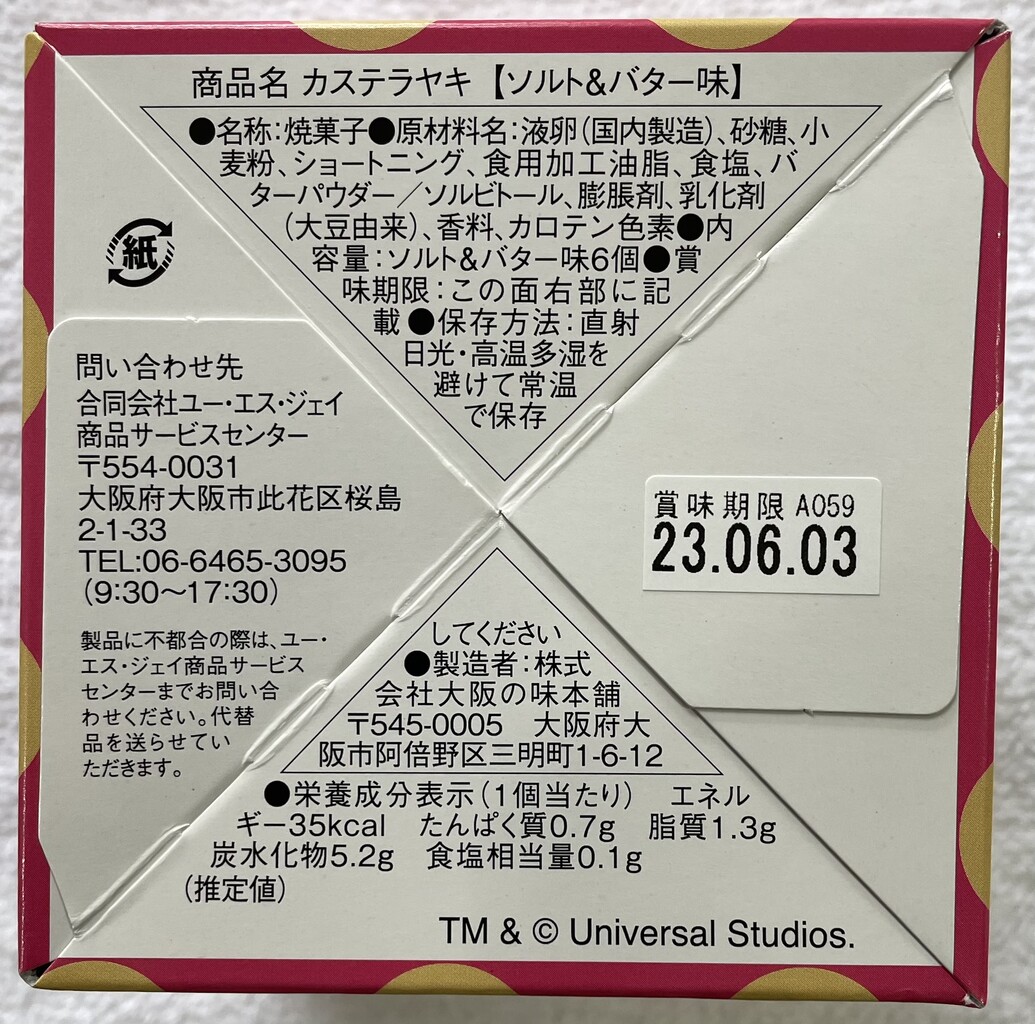 商品名 カステラヤキ【ソルト&バター味】
●名称:焼菓子●原材料名:液卵(国内製造)、砂糖、小
麦粉、ショートニング、食用加工油脂、食塩、バ
ターパウダー/ソルビトール、膨脹剤、乳化剤
(大豆由来)、香料、カロテン色素●内
容量:ソルト&バター味6個●賞
味期限:この面右部に記
載●保存方法:直射
日光・高温多湿を
避けて常温
で保存
してください
●製造者:株式
会社大阪の味本舗
〒545-0005 大阪府大
阪市阿倍野区三明町1-6-12
●栄養成分表示(1個当たり) エネル
ギー35kcal たんぱく質0.7g 脂質1.3g
炭水化物5.2g 食塩相当量0.1g
(推定値)
TM & © Universal Studios.
紙
問い合わせ先
合同会社ユー・エス・ジェイ
商品サービスセンター
〒554-0031
大阪府大阪市此花区桜島
2-1-33
TEL:06-6465-3095
(9:30〜17:30)
製品に不都合の際は、ユー・
エス・ジェイ商品サービス
センターまでお問い合
わせください。代替
品を送らせてい
ただきます。
賞味期限 A059
23.06.03